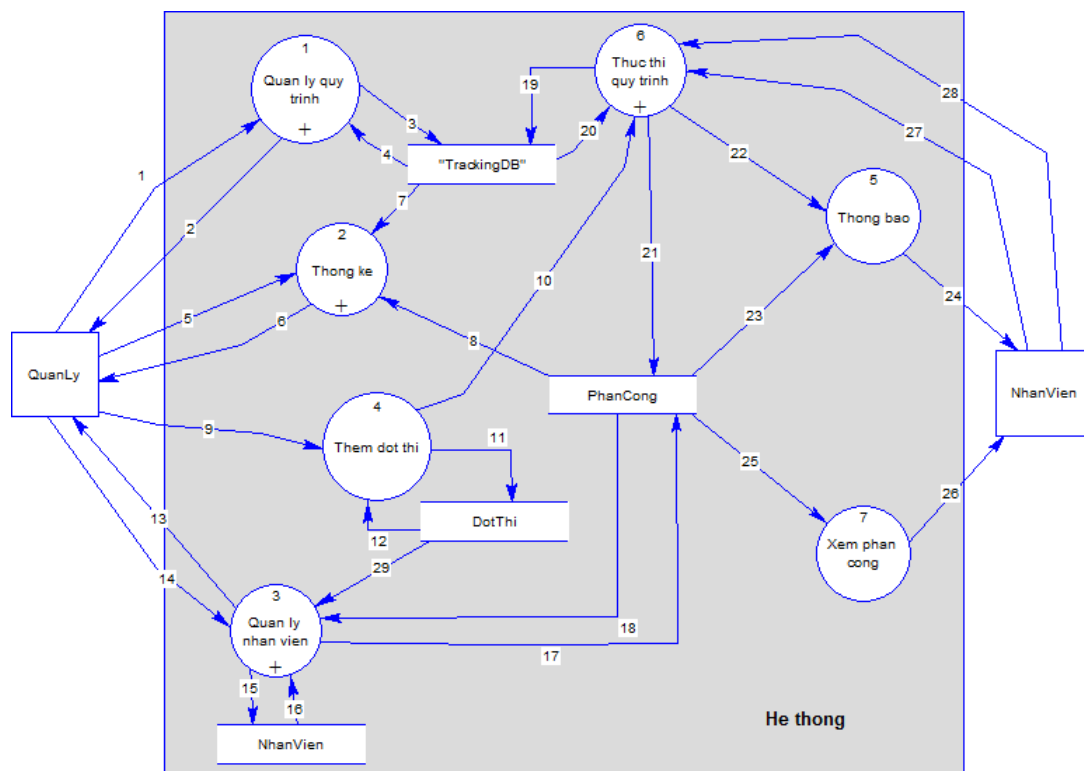 1
Quan ly quy
trinh
+
6
Thuc thi
quy trinh
+
19
3
28
20
27
4
"TrackingDB"
22
1
7
5
Thong bao
2
2
Thong ke
+
21
10
24
5
6
23
8
QuanLy
PhanCong
NhanVien
4
Them dot thi
9
11
25
26
DotThi
13
12
7
Xem phan
cong
29
14
3
Quan ly
nhan vien
+
18
17
15
16
He thong
NhanVien